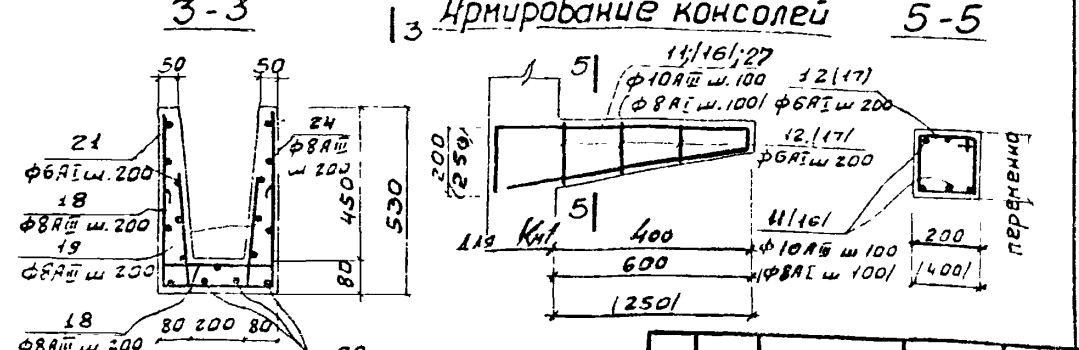 3-3
3 Армирование консолей 5-5
50 50
21
ф6АI ш. 200
18
ф8АIII ш. 200
19
ф8АIII ш 200
18
ф8АIII ш. 200
24
ф8АIII
ш 200
450
80
530
80 200 80
5
11;/16/;27
ф10АIII ш. 100
/ф8АI ш. 100/
12(17)
ф6АI ш 200
12./17/
ф6АI ш 200
200
(250)
5
для Км1 400
600
/250/
11/16/
ф10АIII ш 100
/ф8АI ш 100/
200
/400/
переменно